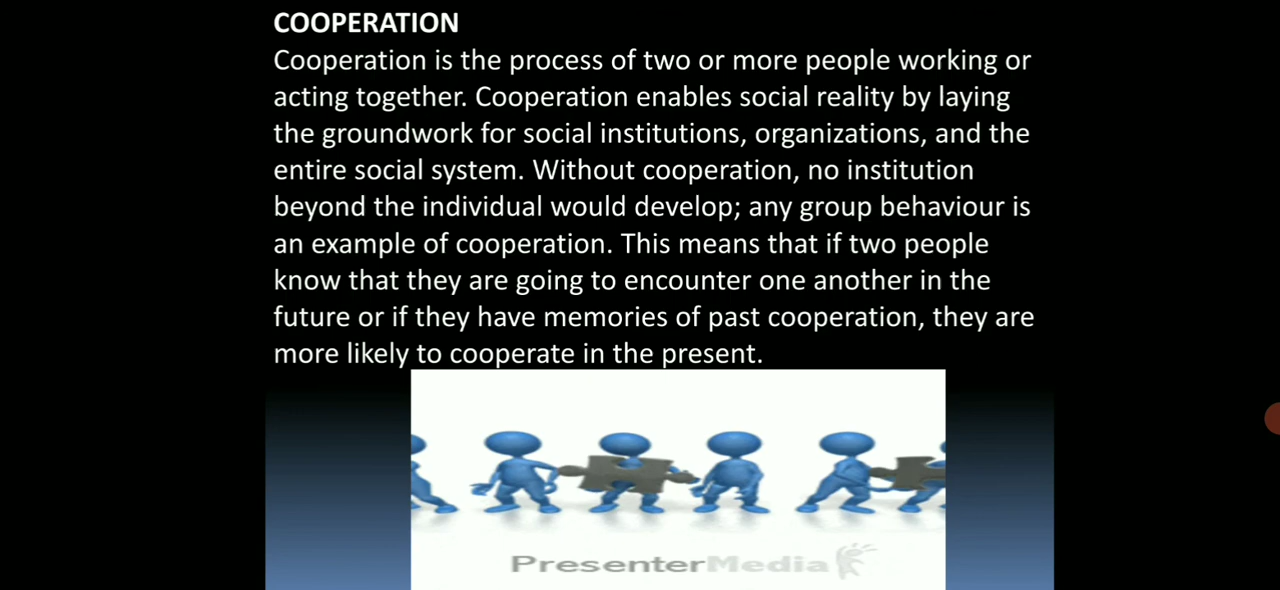 COOPERATION
Cooperation is the process of two or more people working or
acting together. Cooperation enables social reality by laying
the groundwork for social institutions, organizations, and the
entire social system. Without cooperation, no institution
beyond the individual would develop; any group behaviour is
an example of cooperation. This means that if two people
know that they are going to encounter one another in the
future or if they have memories of past cooperation, they are
more likely to cooperate in the present.
PresenterMedia